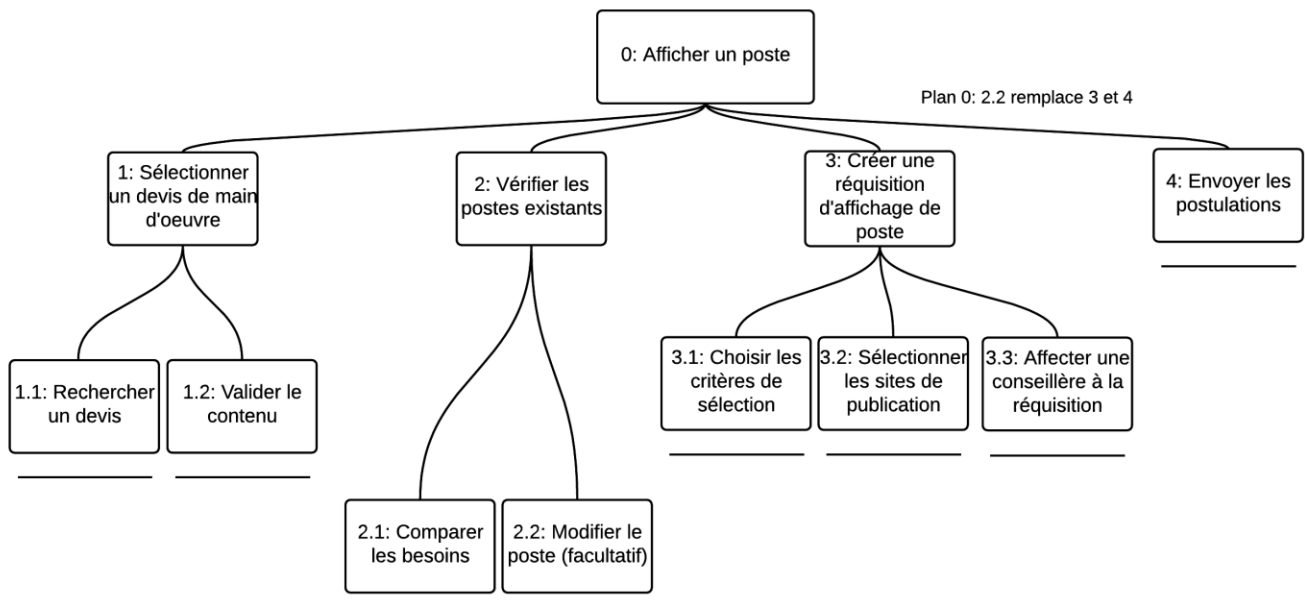 0: Afficher un poste
Plan 0: 2.2 remplace 3 et 4
1: Sélectionner
un devis de main
d'oeuvre
2: Vérifier les
postes existants
3: Créer une
réquisition
d'affichage de
poste
4: Envoyer les
postulations
1.1: Rechercher
un devis
1.2: Valider le
contenu
3.1: Choisir les
critères de
sélection
3.2: Sélectionner
les sites de
publication
3.3: Affecter une
conseillère à la
réquisition
2.1: Comparer
les besoins
2.2: Modifier le
poste (facultatif)